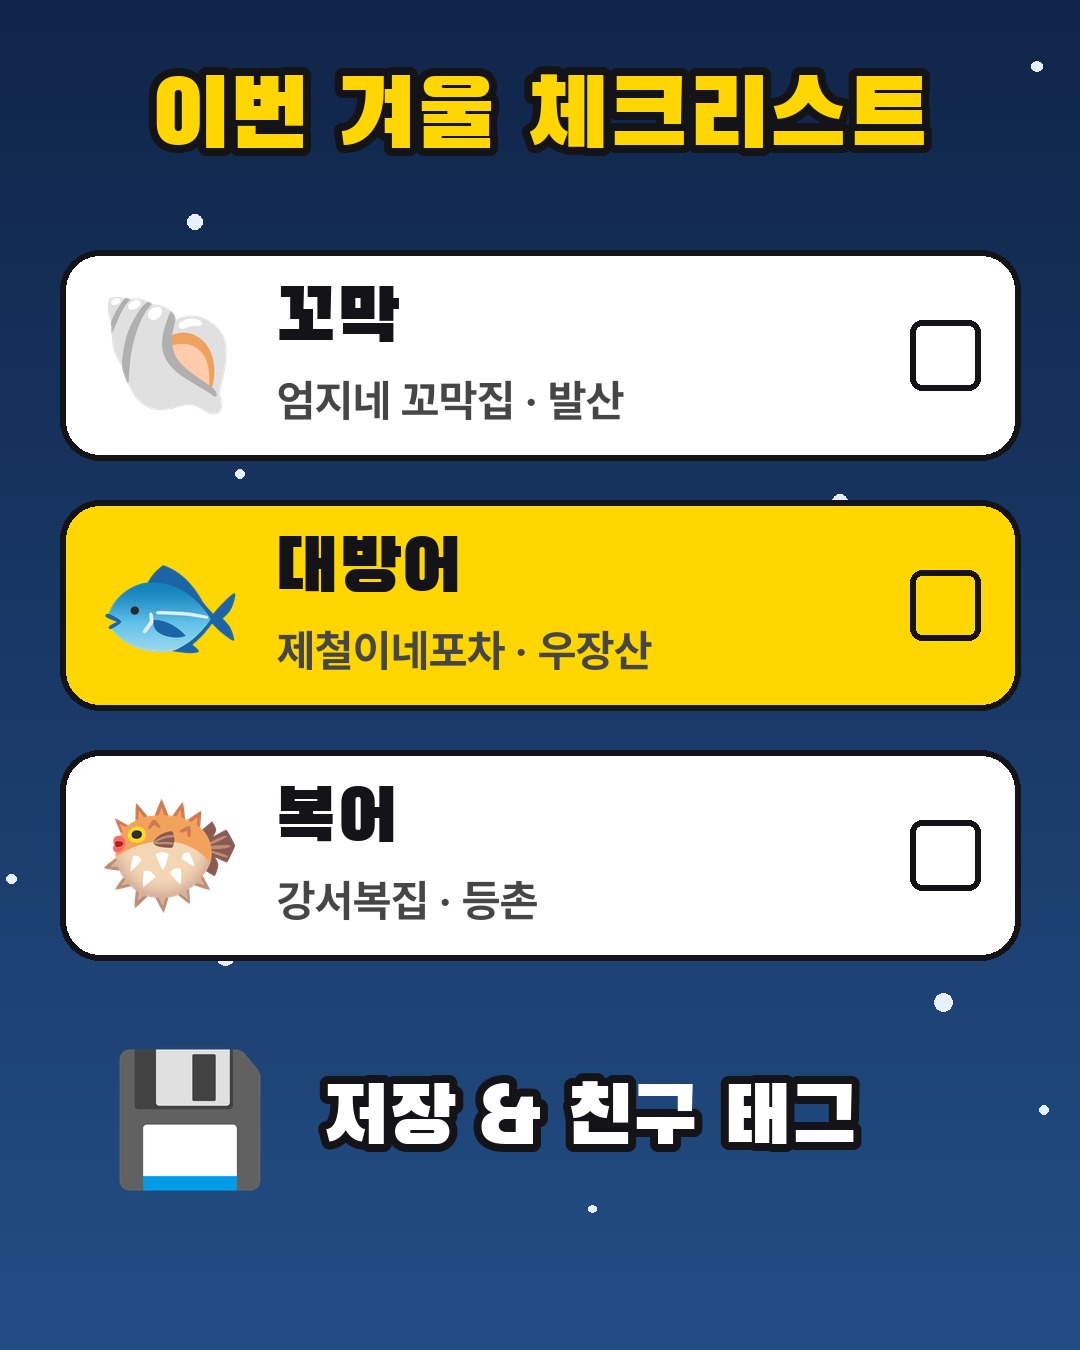 이번 겨울 체크리스트
꼬막
엄지네 꼬막집 · 발산
대방어
제철이네포차 · 우장산
복어
강서복집 · 등촌
저장 & 친구 태그